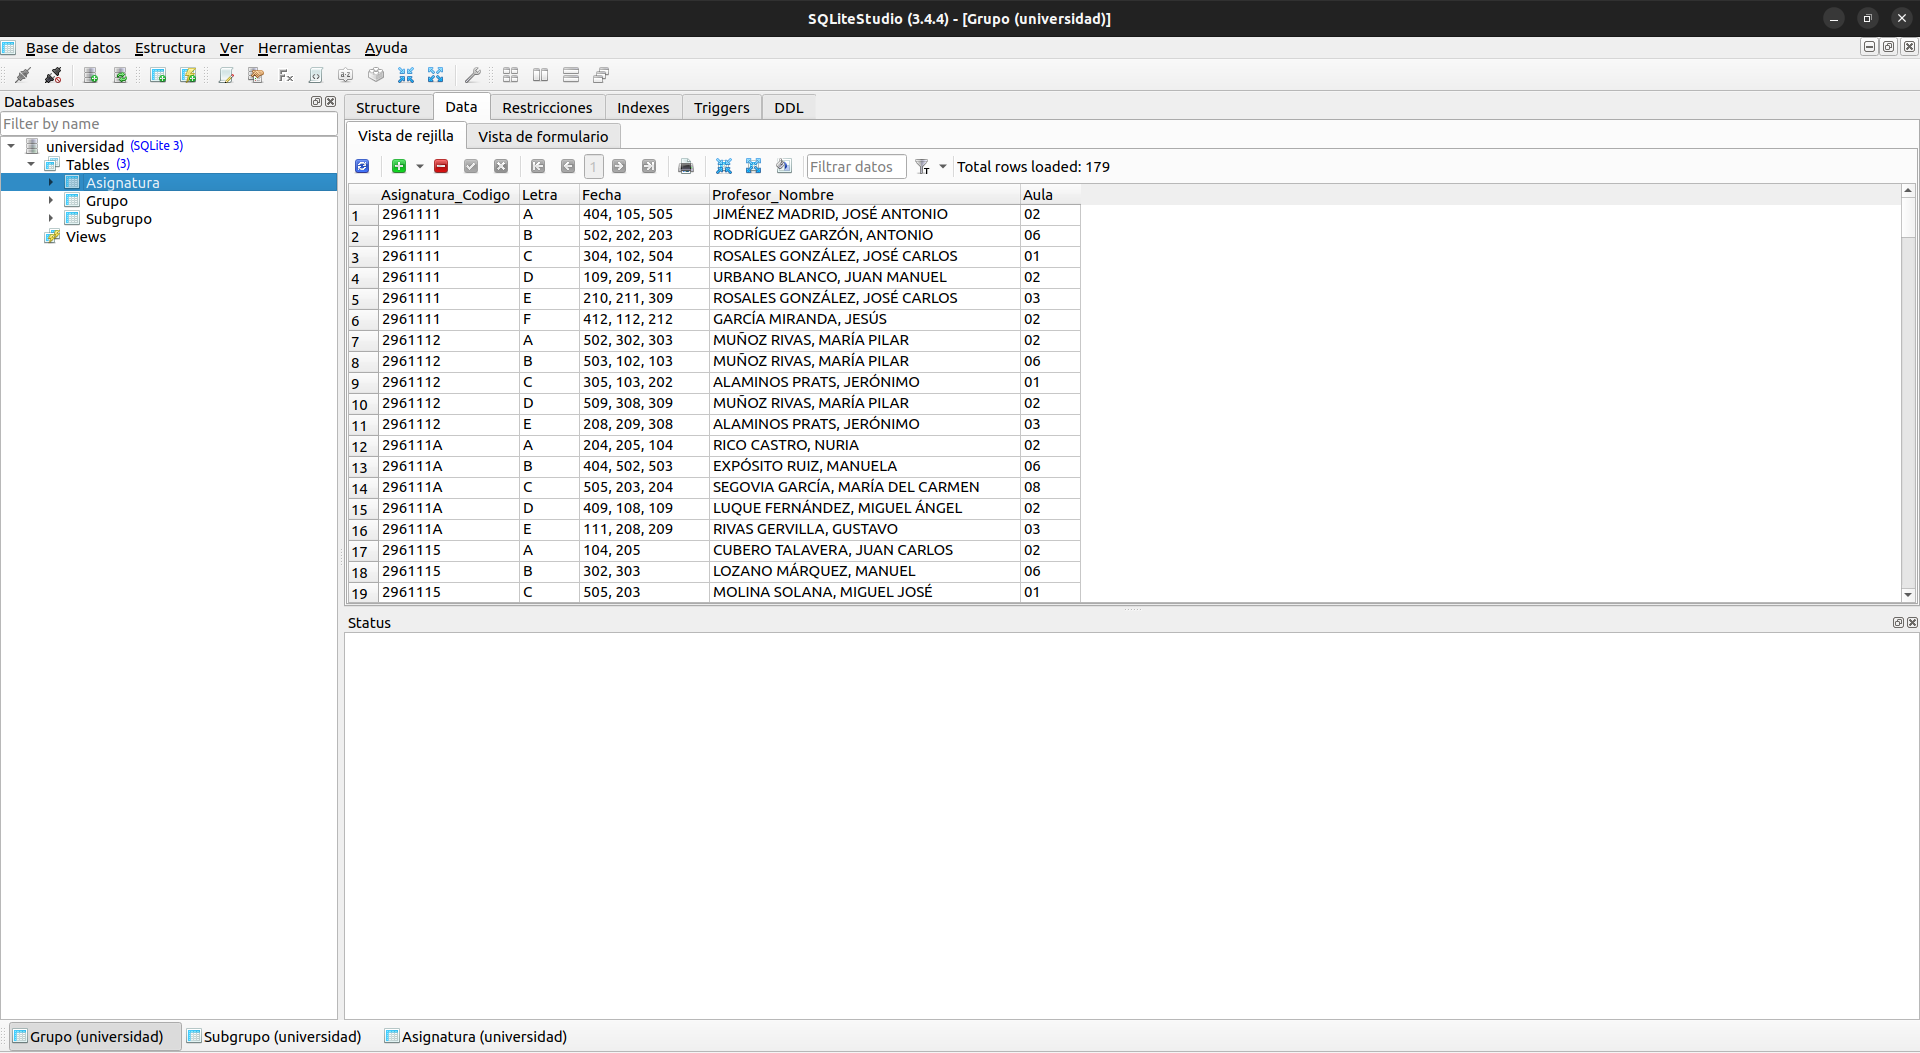 SQLiteStudio (3.4.4) - [Grupo (universidad)]
Base de datos Estructura Ver Herramientas Ayuda
Databases
Filter by name
universidad (SQLite 3)
Tables (3)
Asignatura
Grupo
Subgrupo
Views
Structure Data Restricciones Indexes Triggers DDL
Vista de rejilla Vista de formulario
1 Filtrar datos Total rows loaded: 179
Asignatura_Codigo Letra Fecha Profesor_Nombre Aula
1 2961111 A 404, 105, 505 JIMÉNEZ MADRID, JOSÉ ANTONIO 02
2 2961111 B 502, 202, 203 RODRÍGUEZ GARZÓN, ANTONIO 06
3 2961111 C 304, 102, 504 ROSALES GONZÁLEZ, JOSÉ CARLOS 01
4 2961111 D 109, 209, 511 URBANO BLANCO, JUAN MANUEL 02
5 2961111 E 210, 211, 309 ROSALES GONZÁLEZ, JOSÉ CARLOS 03
6 2961111 F 412, 112, 212 GARCÍA MIRANDA, JESÚS 02
7 2961112 A 502, 302, 303 MUÑOZ RIVAS, MARÍA PILAR 02
8 2961112 B 503, 102, 103 MUÑOZ RIVAS, MARÍA PILAR 06
9 2961112 C 305, 103, 202 ALAMINOS PRATS, JERÓNIMO 01
10 2961112 D 509, 308, 309 MUÑOZ RIVAS, MARÍA PILAR 02
11 2961112 E 208, 209, 308 ALAMINOS PRATS, JERÓNIMO 03
12 296111A A 204, 205, 104 RICO CASTRO, NURIA 02
13 296111A B 404, 502, 503 EXPÓSITO RUIZ, MANUELA 06
14 296111A C 505, 203, 204 SEGOVIA GARCÍA, MARÍA DEL CARMEN 08
15 296111A D 409, 108, 109 LUQUE FERNÁNDEZ, MIGUEL ÁNGEL 02
16 296111A E 111, 208, 209 RIVAS GERVILLA, GUSTAVO 03
17 2961115 A 104, 205 CUBERO TALAVERA, JUAN CARLOS 02
18 2961115 B 302, 303 LOZANO MÁRQUEZ, MANUEL 06
19 2961115 C 505, 203 MOLINA SOLANA, MIGUEL JOSÉ 01
Status
Grupo (universidad) Subgrupo (universidad) Asignatura (universidad)